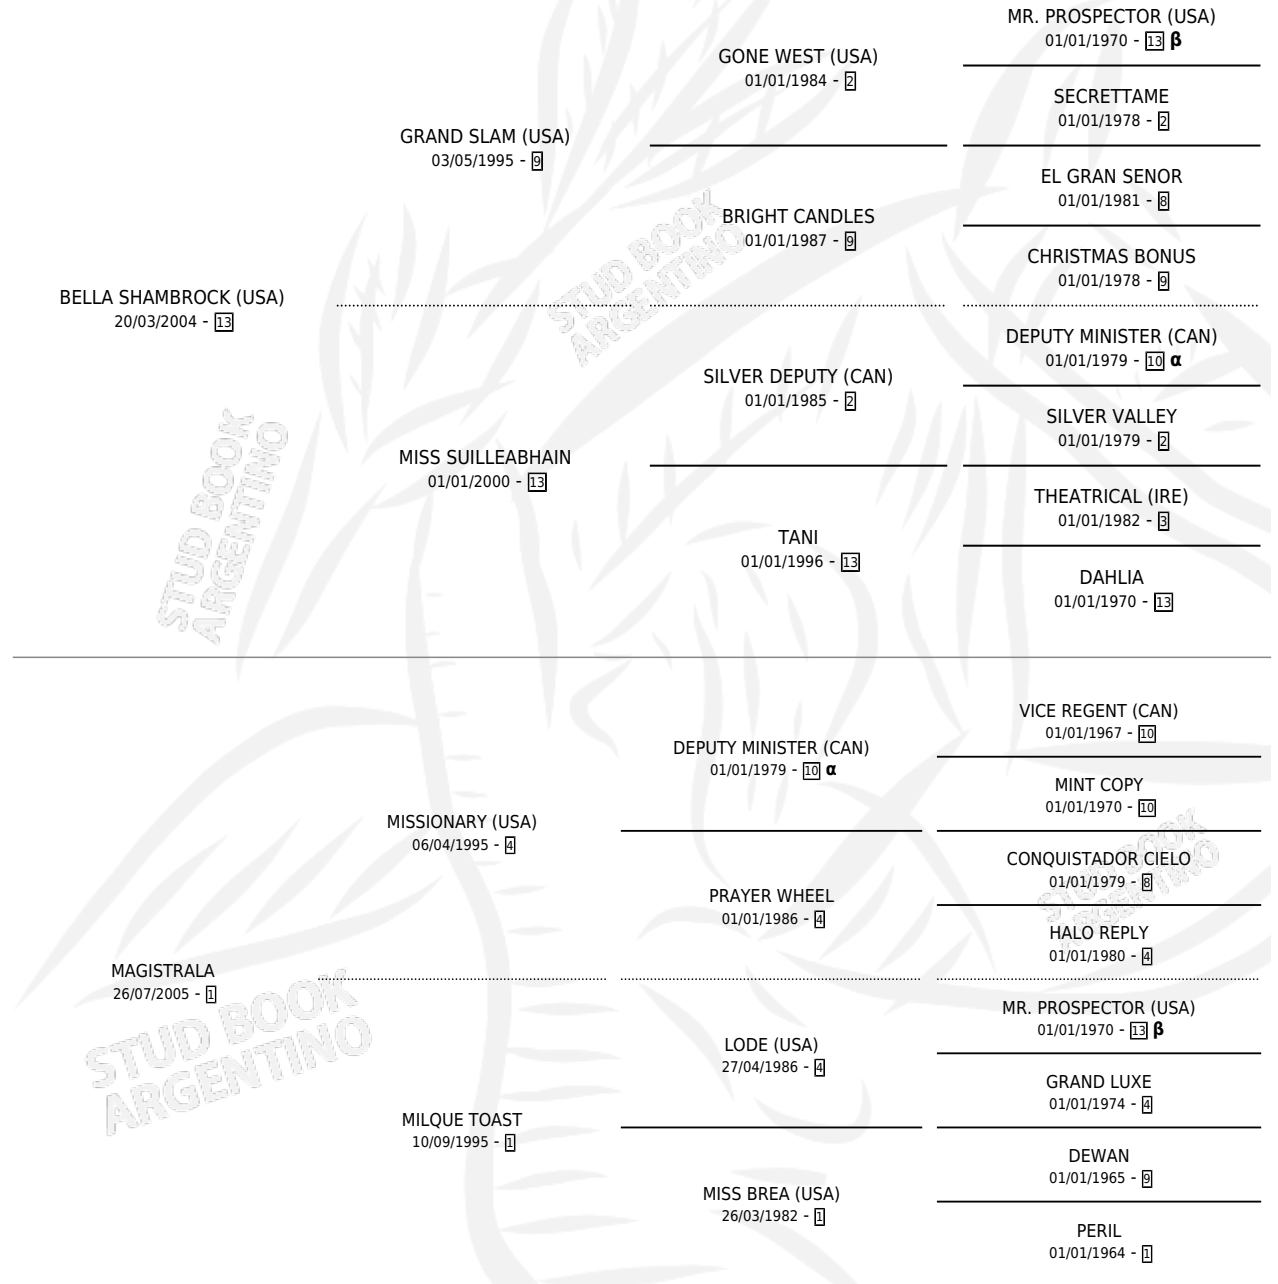 MR. PROSPECTOR (USA)
01/01/1970 - 13 β
GONE WEST (USA)
01/01/1984 - 2
SECRETTAME
01/01/1978 - 2
GRAND SLAM (USA)
03/05/1995 - 9
EL GRAN SENOR
01/01/1981 - 8
BRIGHT CANDLES
01/01/1987 - 9
CHRISTMAS BONUS
01/01/1978 - 9
BELLA SHAMBROCK (USA)
20/03/2004 - 13
STUD BOOK
ARGENTINO
DEPUTY MINISTER (CAN)
01/01/1979 - 10 α
SILVER DEPUTY (CAN)
01/01/1985 - 2
SILVER VALLEY
01/01/1979 - 2
MISS SUILLEABHAIN
01/01/2000 - 13
THEATRICAL (IRE)
01/01/1982 - 3
TANI
01/01/1996 - 13
DAHLIA
01/01/1970 - 13
STUD BOOK
ARGENTINO
VICE REGENT (CAN)
01/01/1967 - 10
DEPUTY MINISTER (CAN)
01/01/1979 - 10 α
MINT COPY
01/01/1970 - 10
MISSIONARY (USA)
06/04/1995 - 4
CONQUISTADOR CIELO
01/01/1979 - 8
STUD BOOK
ARGENTINO
PRAYER WHEEL
01/01/1986 - 4
HALO REPLY
01/01/1980 - 4
MAGISTRALA
26/07/2005 - 1
STUD BOOK
ARGENTINO
MR. PROSPECTOR (USA)
01/01/1970 - 13 β
LODE (USA)
27/04/1986 - 4
GRAND LUXE
01/01/1974 - 4
MILQUE TOAST
10/09/1995 - 1
DEWAN
01/01/1965 - 9
MISS BREA (USA)
26/03/1982 - 1
PERIL
01/01/1964 - 1